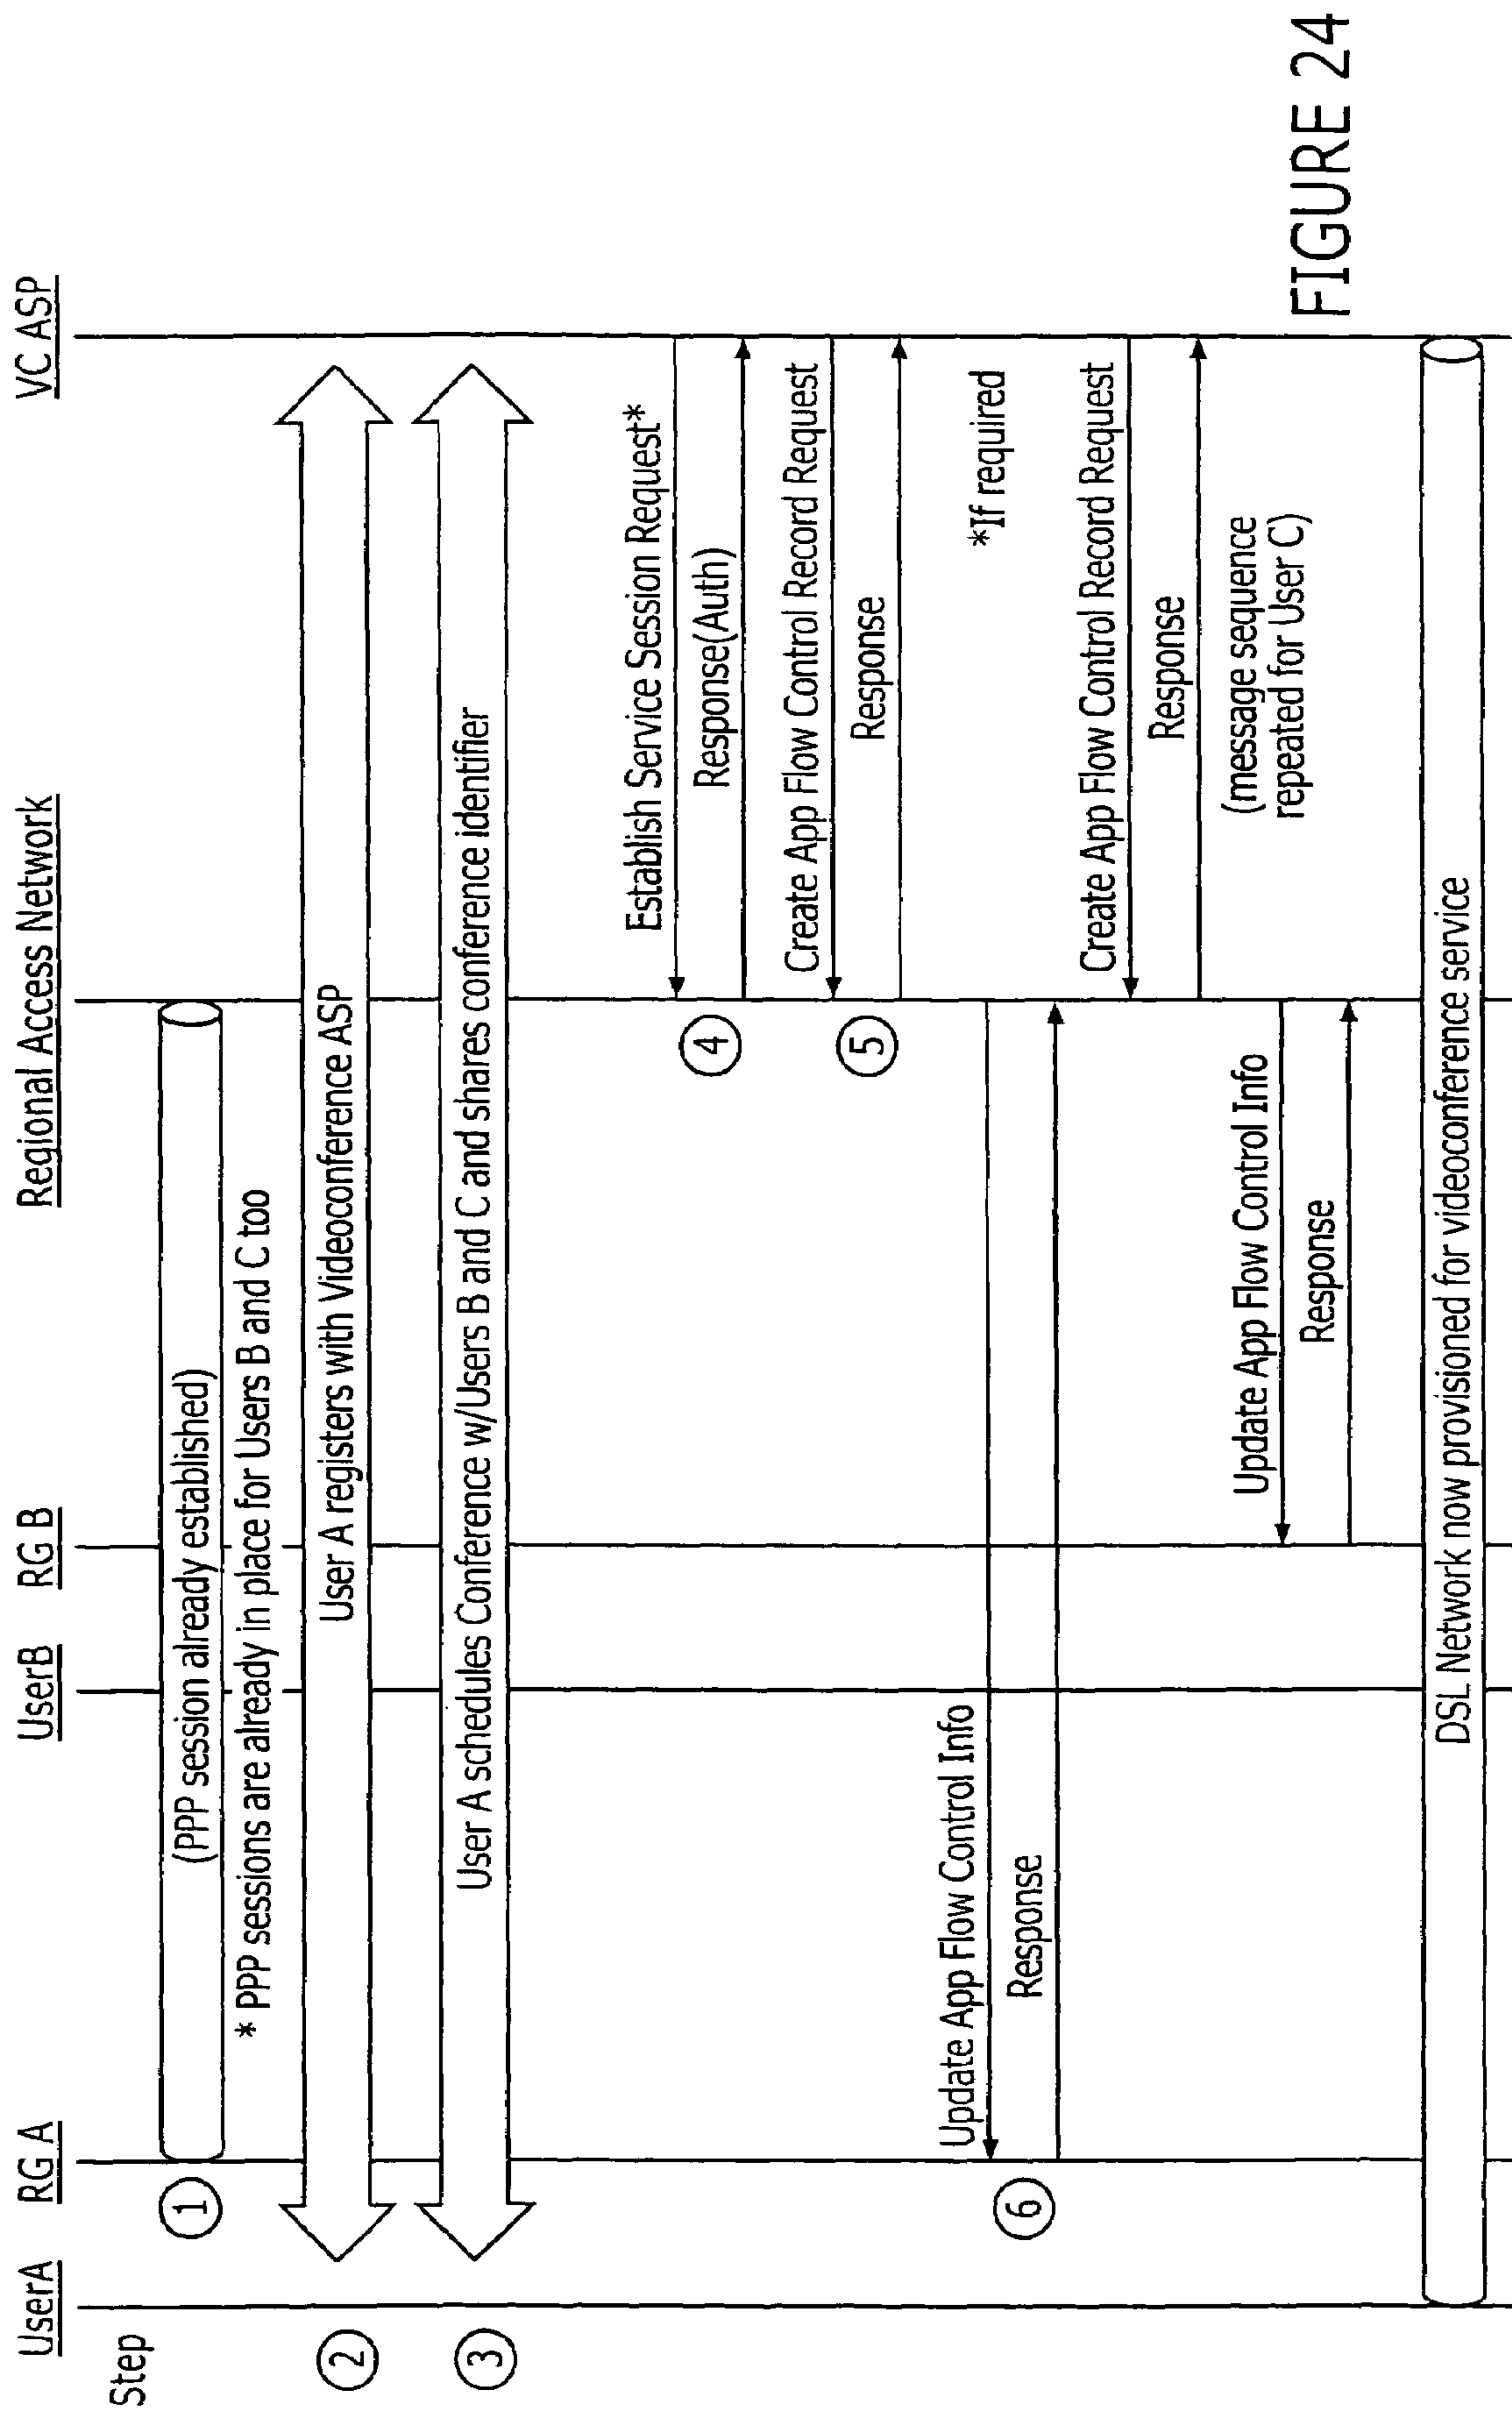 UserA
RG A
UserB
RG B
Regional Access Network
VC ASP
Step
1
(PPP session already established)
* PPP sessions are already in place for Users B and C too
2
User A registers with Videoconference ASP
3
User A schedules Conference w/Users B and C and shares conference identifier
Establish Service Session Request*
4
Response(Auth)
Create App Flow Control Record Request
5
Response
Update App Flow Control Info
*If required
6
Response
Create App Flow Control Record Request
Response
Update App Flow Control Info
(message sequence
repeated for User C)
Response
DSL Network now provisioned for videoconference service
FIGURE 24